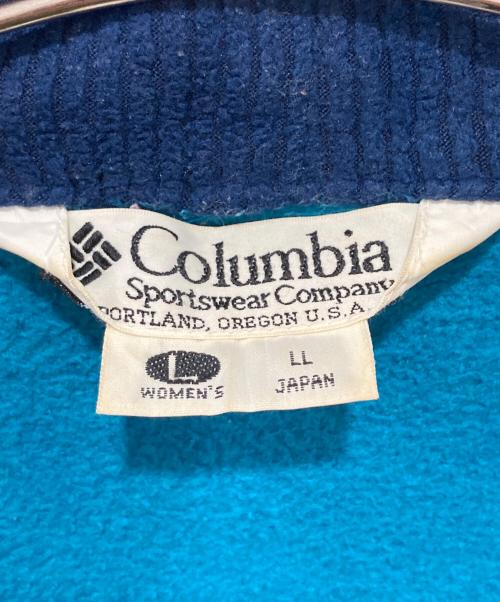 Columbia
Sportswear Company
PORTLAND, OREGON U.S.A.
L
WOMEN'S
LL
JAPAN